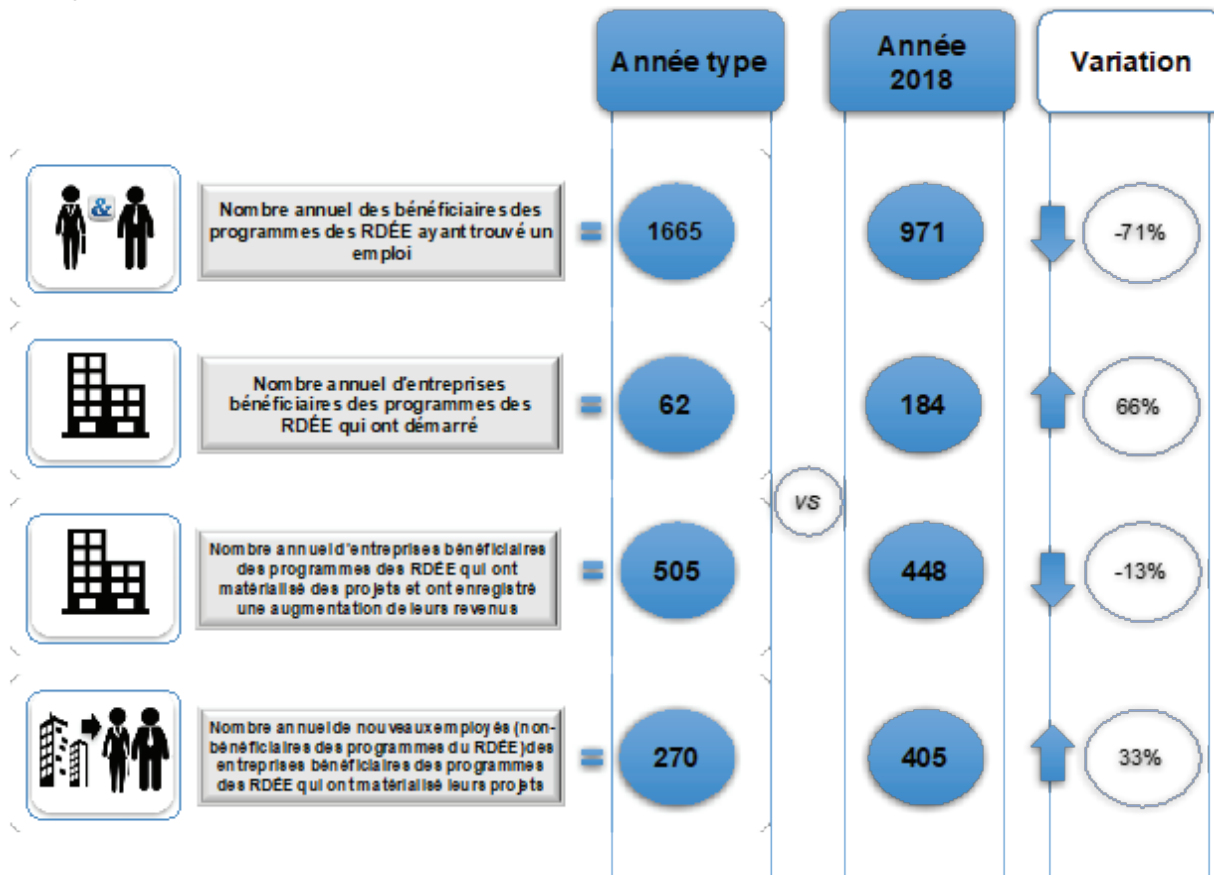 Année type
Année
2018
Variation
&
Nombre annuel des bénéficiaires des
programmes des RDÉE ayant trouvé un
emploi
=
1665
971
-71%
Nombre annuel d'entreprises
bénéficiaires des programmes des
RDÉE qui ont démarré
=
62
184
66%
vs
Nombre annuel d'entreprises bénéficiaires
des programmes des RDÉE qui ont
matérialisé des projets et ont enregistré
une augmentation de leurs revenus
=
505
448
-13%
Nombre annuel de nouveaux employés (non-
bénéficiaires des programmes du RDÉE) des
entreprises bénéficiaires des programmes
des RDÉE qui ont matérialisé leurs projets
=
270
405
33%